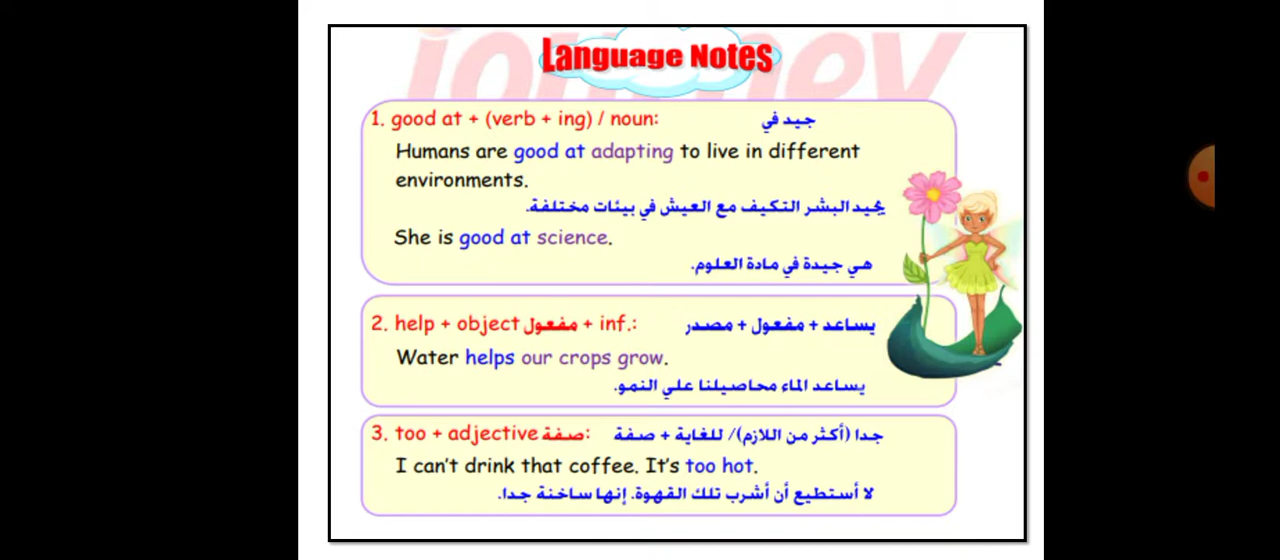 journey
Language Notes
1. good at + (verb + ing) / noun: جيد في
Humans are good at adapting to live in different
environments.
يجيد البشر التكيف مع العيش في بيئات مختلفة.
She is good at science.
هي جيدة في مادة العلوم.
2. help + object مفعول + inf.: يساعد + مفعول + مصدر
Water helps our crops grow.
يساعد الماء محاصيلنا علي النمو.
3. too + adjective صفة: جدا (أكثر من اللازم)/ للغاية + صفة
I can't drink that coffee. It's too hot.
لا أستطيع أن أشرب تلك القهوة. إنها ساخنة جدا.